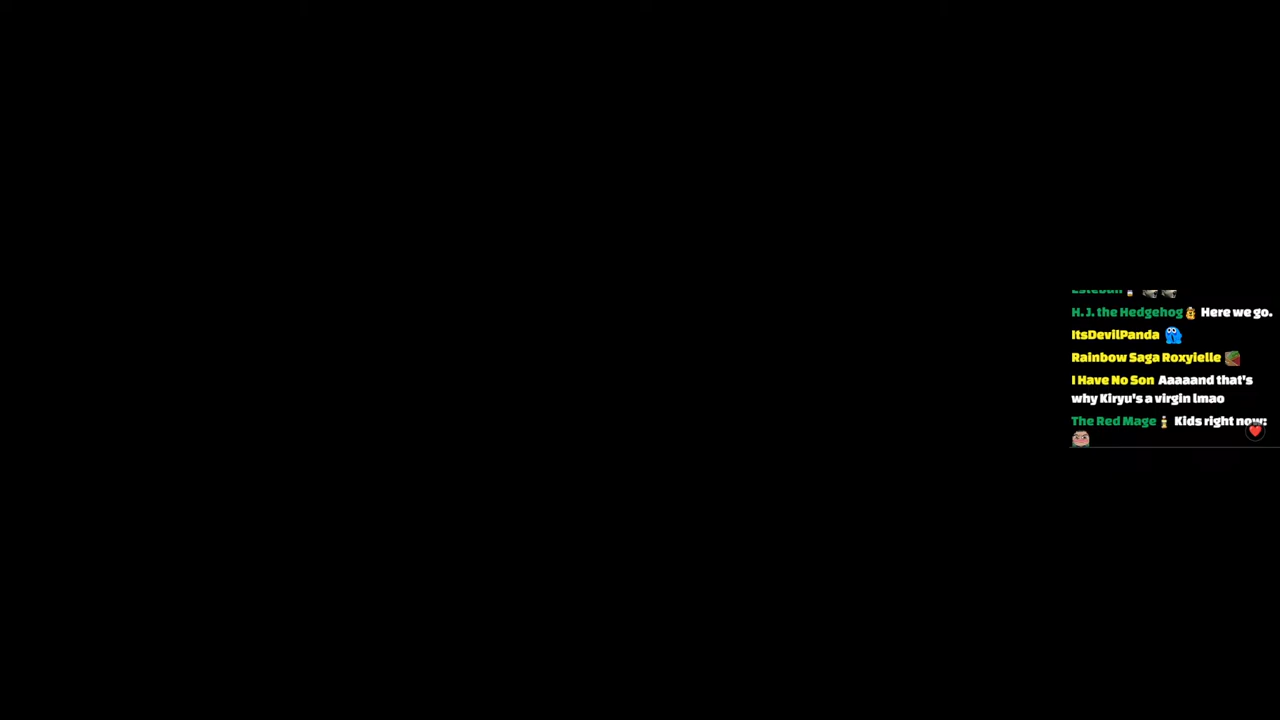 Esteban
H. J. the Hedgehog Here we go.
ItsDevilPanda
Rainbow Saga Roxyielle
I Have No Son Aaaaand that's
why Kiryu's a virgin lmao
The Red Mage Kids right now: